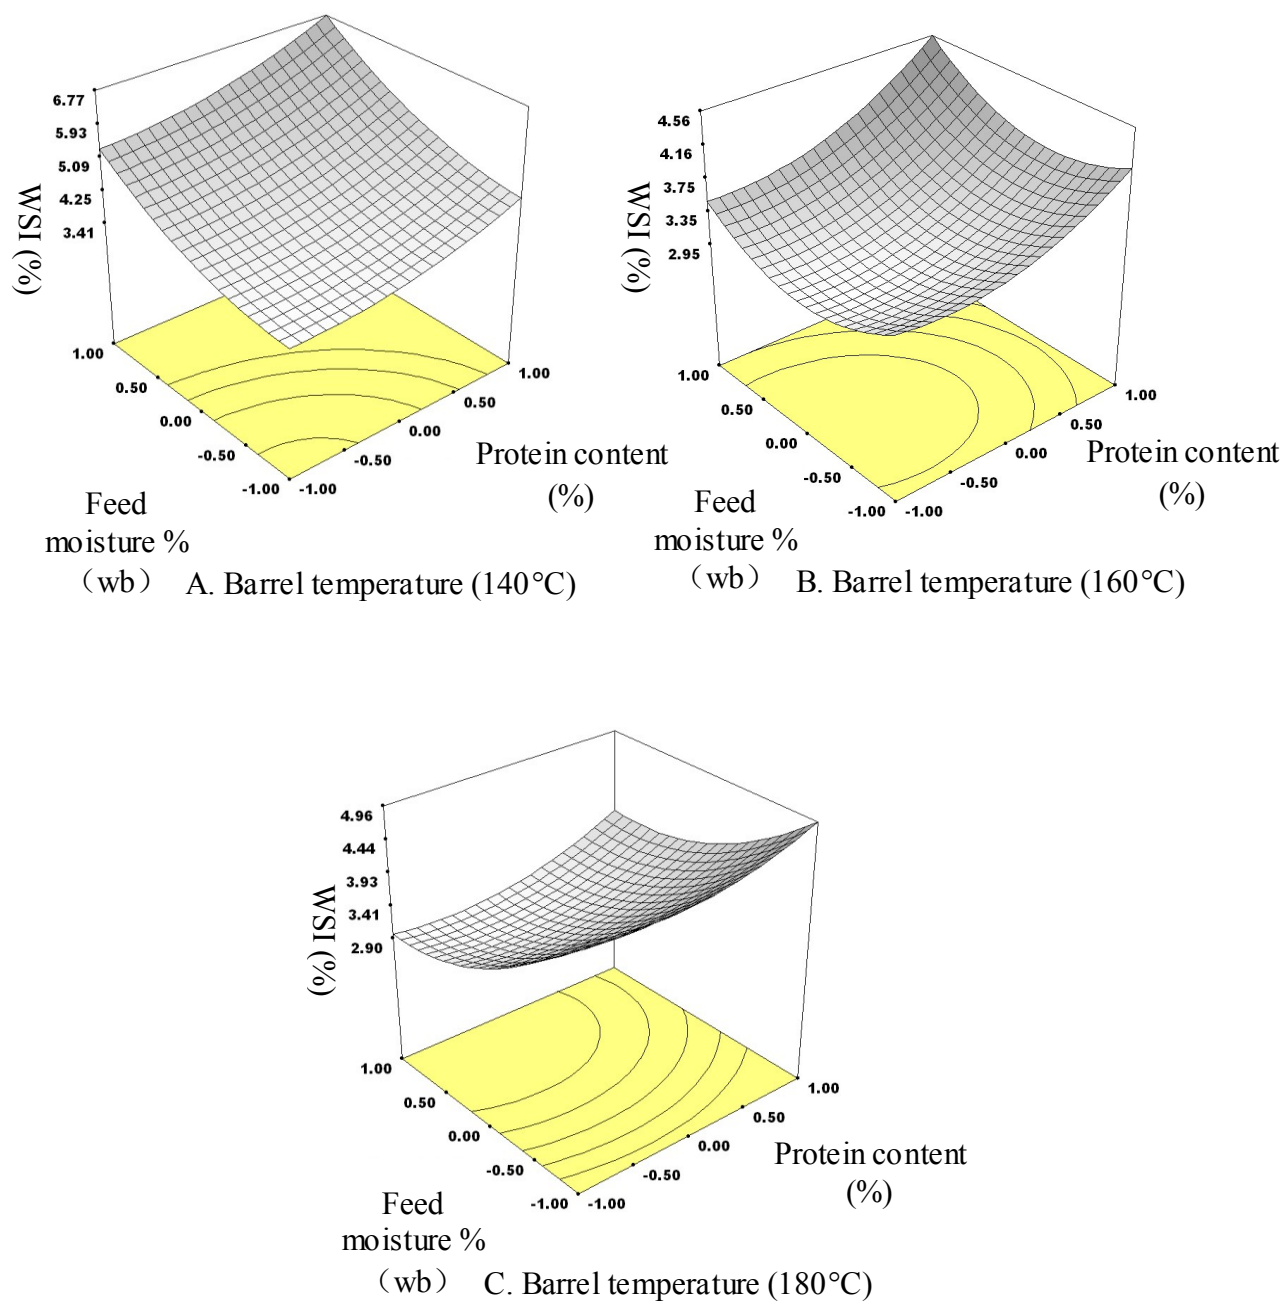 6.77
5.93
5.09
4.25
3.41
WSI (%)
1.00
0.50
0.00
-0.50
-1.00
-1.00
-0.50
0.00
0.50
1.00
Protein content
(%)
Feed
moisture %
（wb）
A. Barrel temperature (140°C)
4.56
4.16
3.75
3.35
2.95
WSI (%)
1.00
0.50
0.00
-0.50
-1.00
-1.00
-0.50
0.00
0.50
1.00
Protein content
(%)
Feed
moisture %
（wb）
B. Barrel temperature (160°C)
4.96
4.44
3.93
3.41
2.90
WSI (%)
1.00
0.50
0.00
-0.50
-1.00
-1.00
-0.50
0.00
0.50
1.00
Protein content
(%)
Feed
moisture %
（wb）
C. Barrel temperature (180°C)